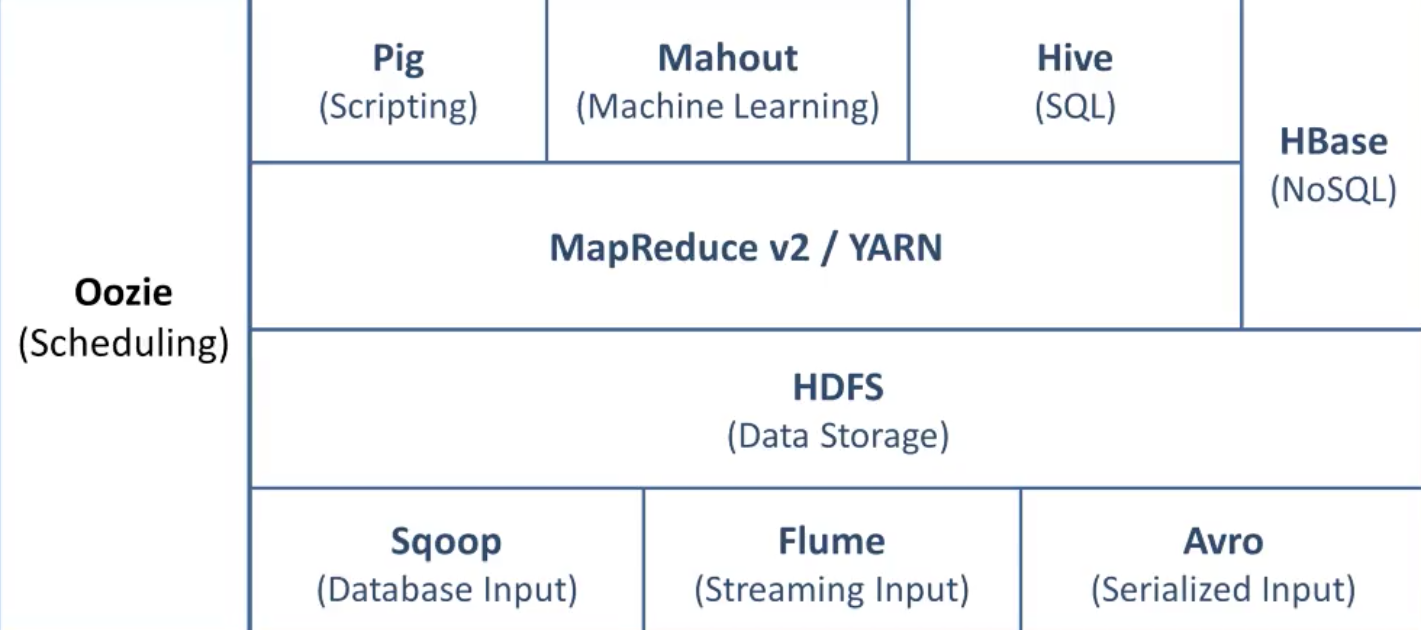 Pig
(Scripting)
Mahout
(Machine Learning)
Hive
(SQL)
HBase
(NoSQL)
MapReduce v2 / YARN
Oozie
(Scheduling)
HDFS
(Data Storage)
Sqoop
(Database Input)
Flume
(Streaming Input)
Avro
(Serialized Input)